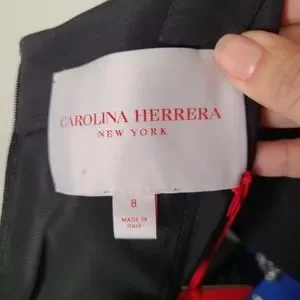 CAROLINA HERRERA
NEW YORK
8
MADE IN
ITALY